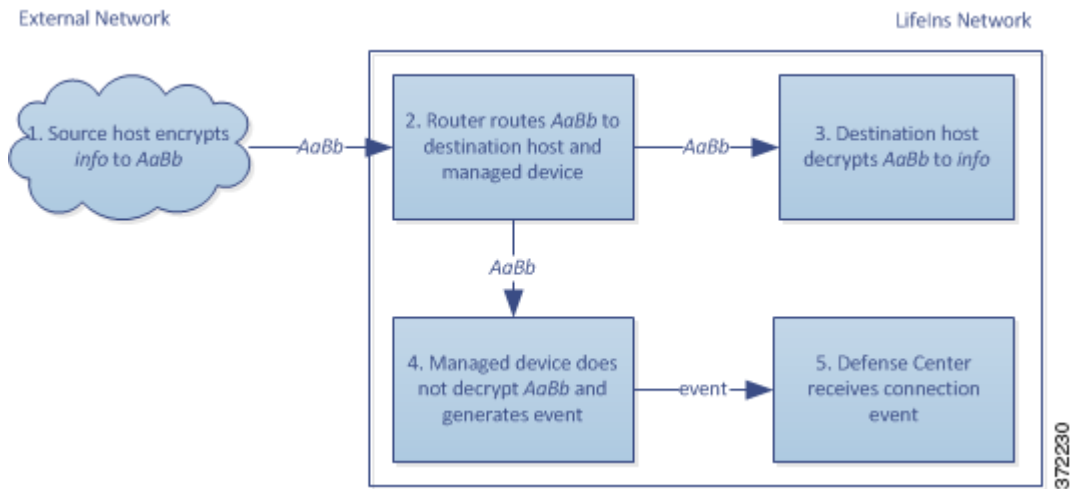 External Network
LifeIns Network
1. Source host encrypts
info to AaBb
AaBb
2. Router routes AaBb to
destination host and
managed device
AaBb
3. Destination host
decrypts AaBb to info
AaBb
4. Managed device does
not decrypt AaBb and
generates event
event
5. Defense Center
receives connection
event
372230